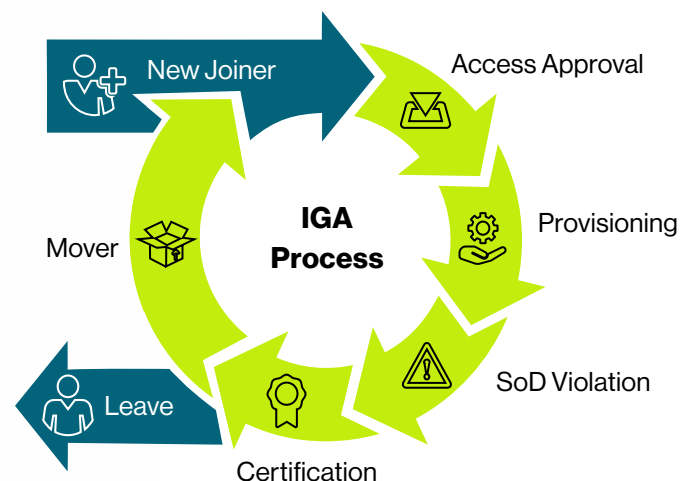 New Joiner
Access Approval
IGA
Process
Provisioning
Mover
SoD Violation
Leave
Certification